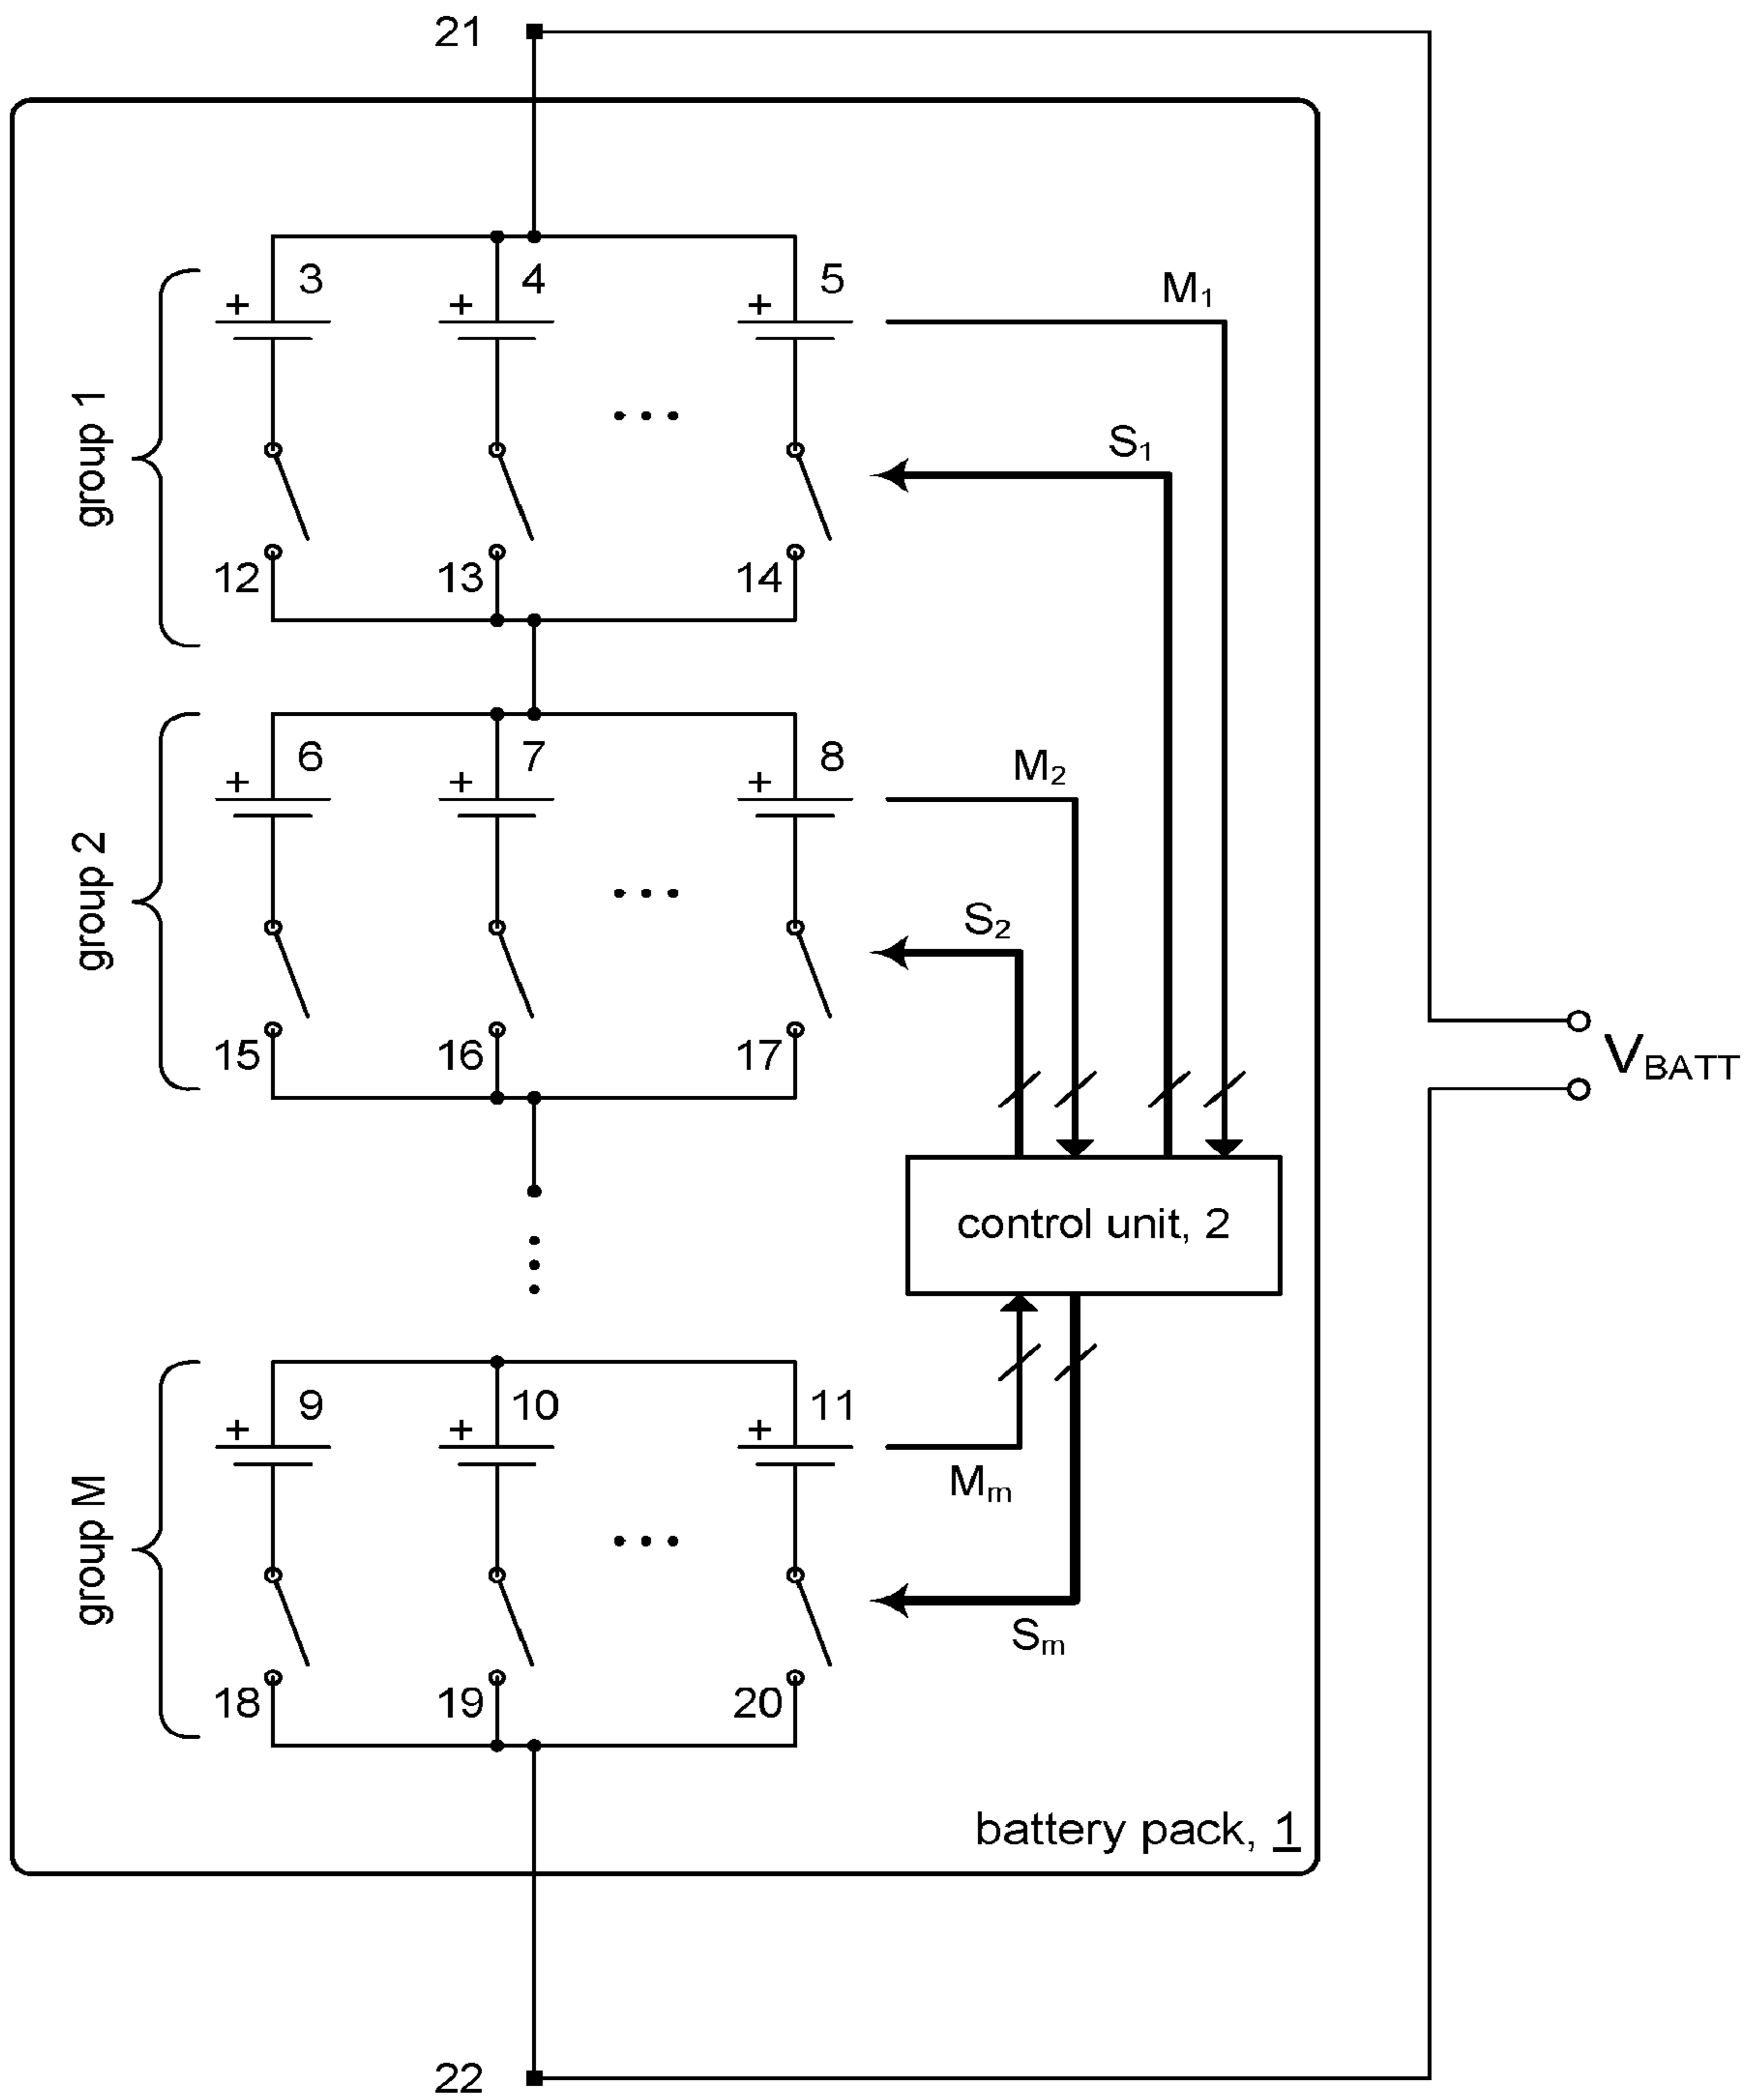 21
3
4
5
+
+
+
M1
group 1
S1
12
13
14
6
7
8
+
+
+
M2
group 2
S2
15
16
17
VBATT
control unit, 2
9
10
11
+
+
+
Mm
group M
Sm
18
19
20
battery pack, 1
22